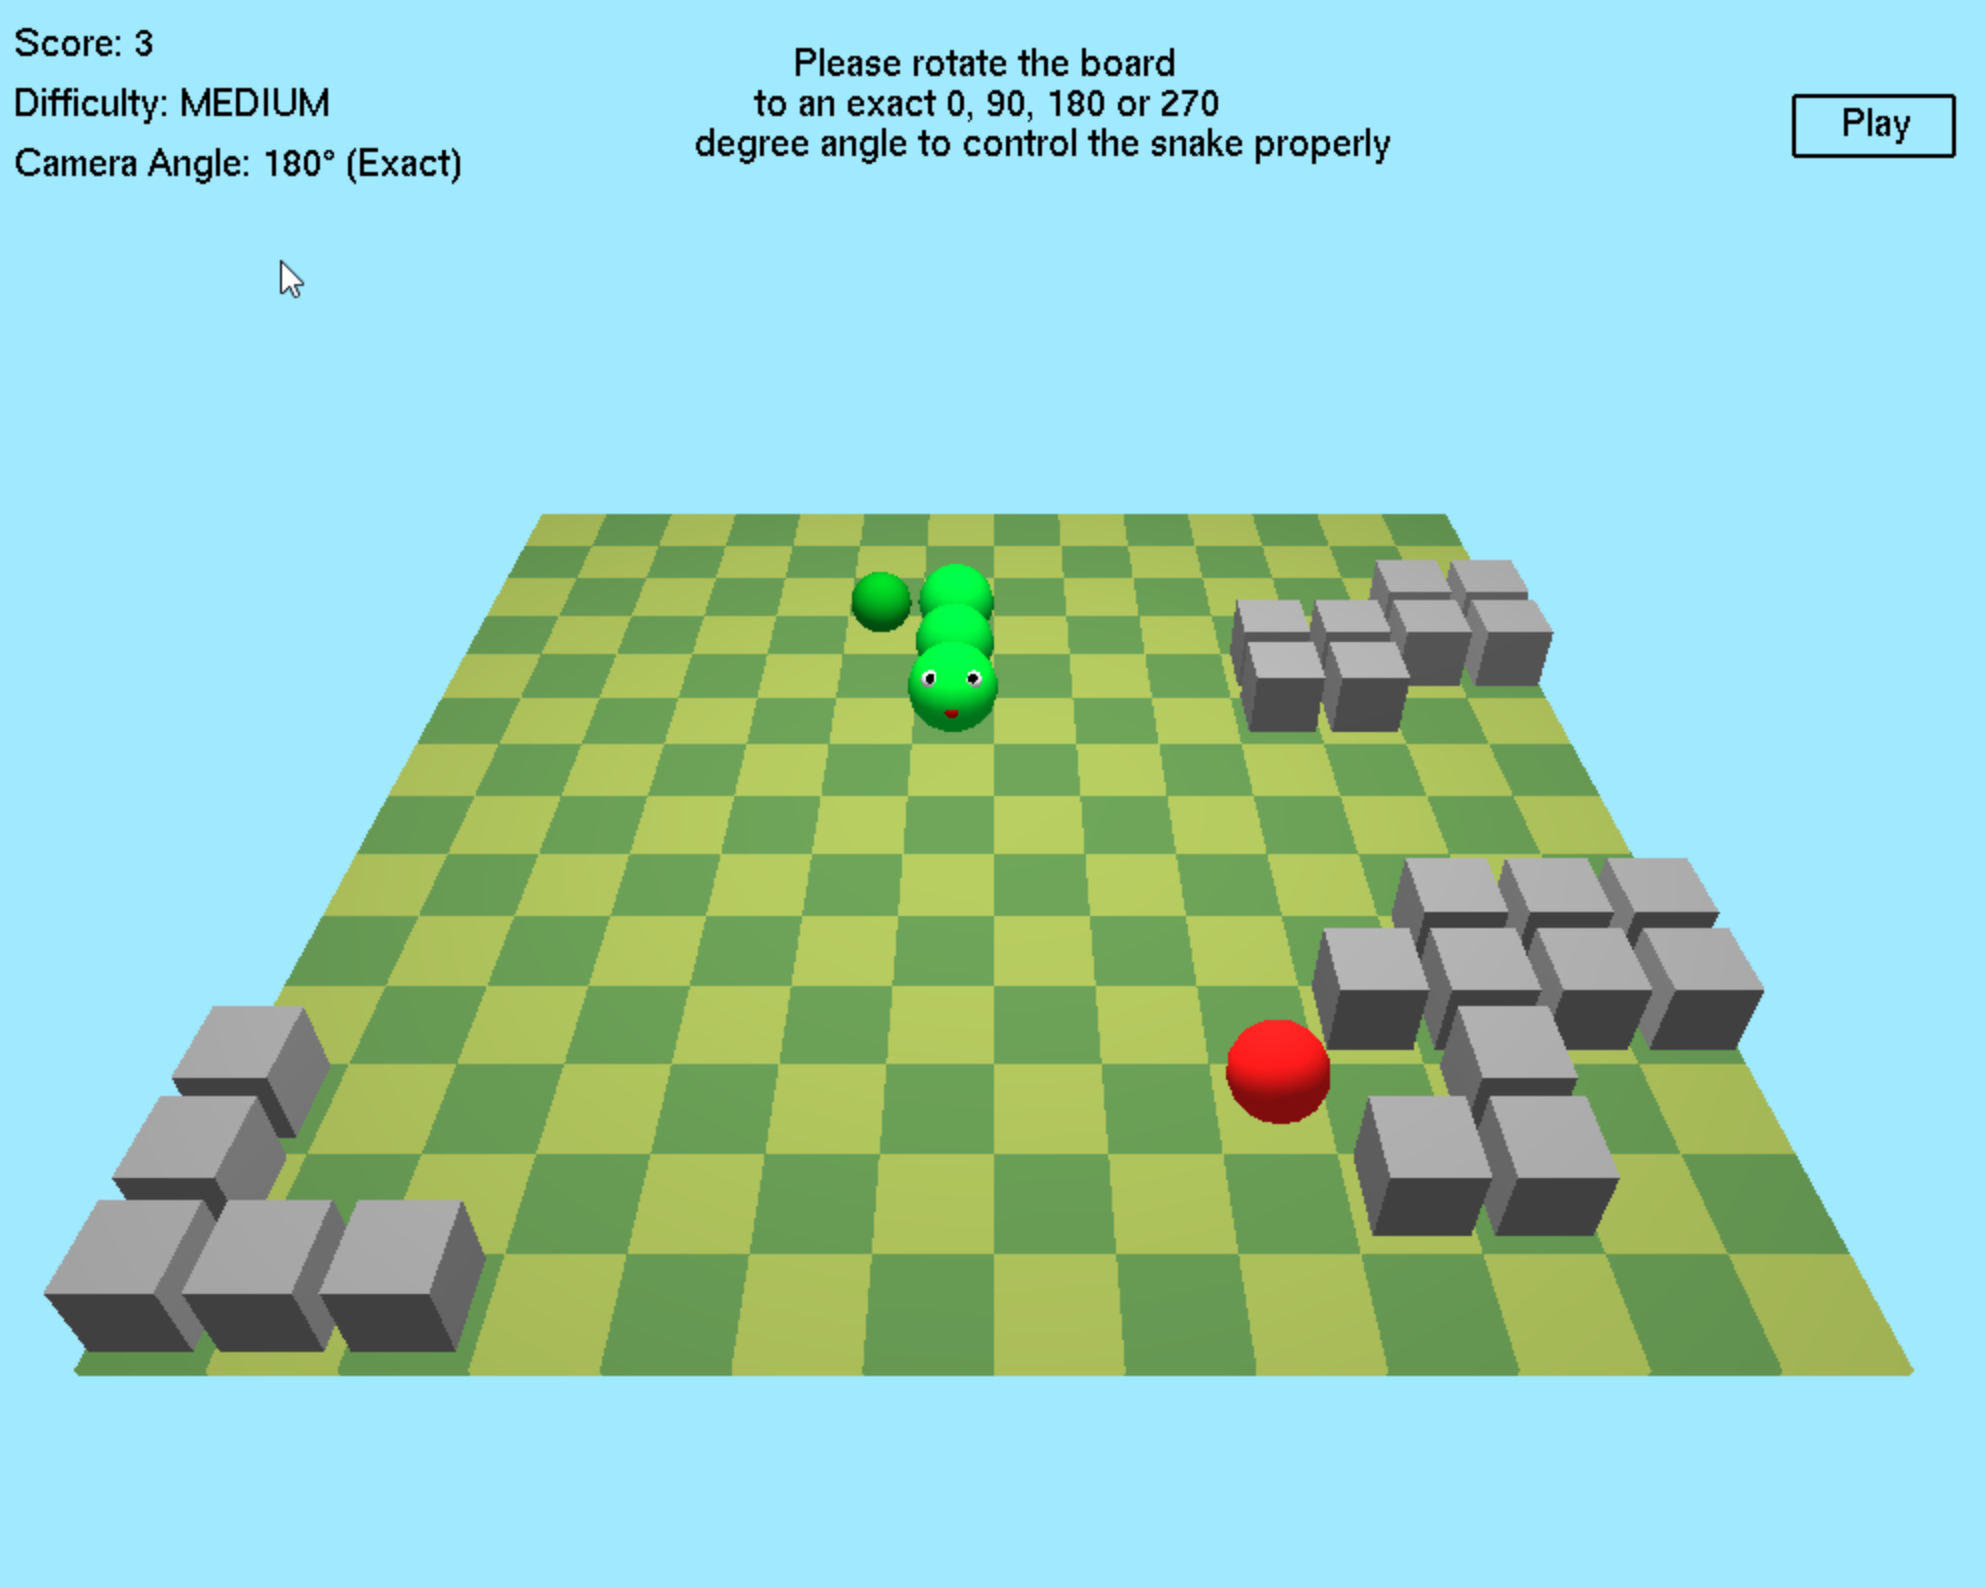 Score: 3
Difficulty: MEDIUM
Camera Angle: 180° (Exact)
Please rotate the board
to an exact 0, 90, 180 or 270
degree angle to control the snake properly
Play